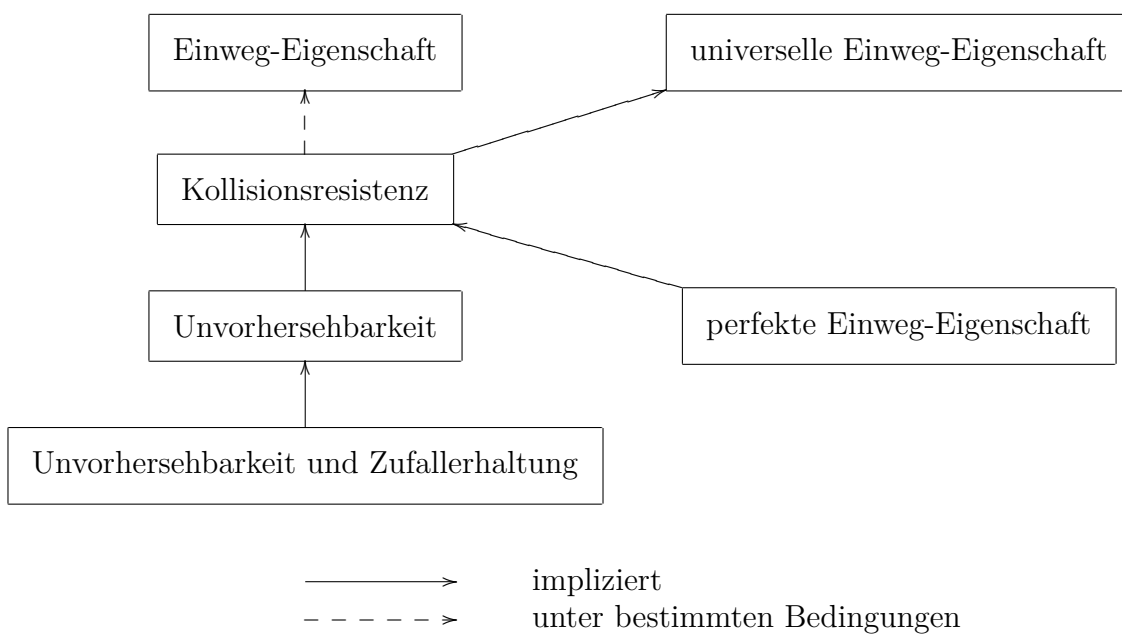 Einweg-Eigenschaft
universelle Einweg-Eigenschaft
Kollisionsresistenz
Unvorhersehbarkeit
perfekte Einweg-Eigenschaft
Unvorhersehbarkeit und Zufallerhaltung
impliziert
unter bestimmten Bedingungen